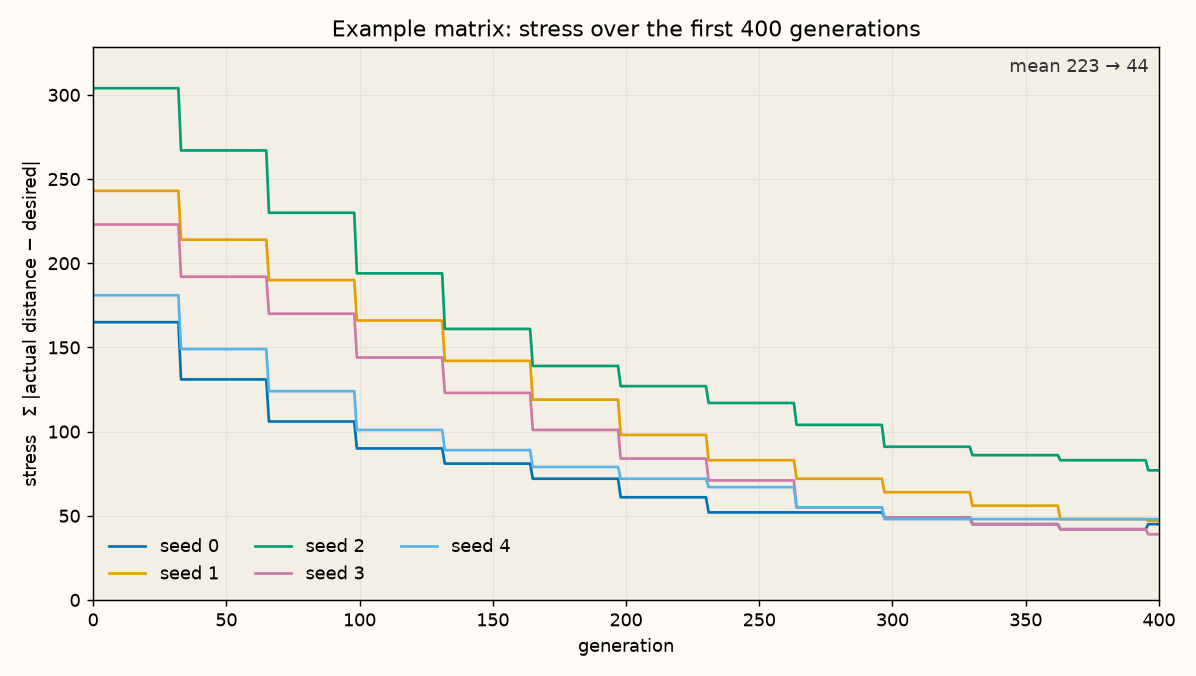 Example matrix: stress over the first 400 generations
mean 223 → 44
stress   Σ |actual distance − desired|
300
250
200
150
100
50
0
0 50 100 150 200 250 300 350 400
generation
seed 0 seed 2 seed 4
seed 1 seed 3